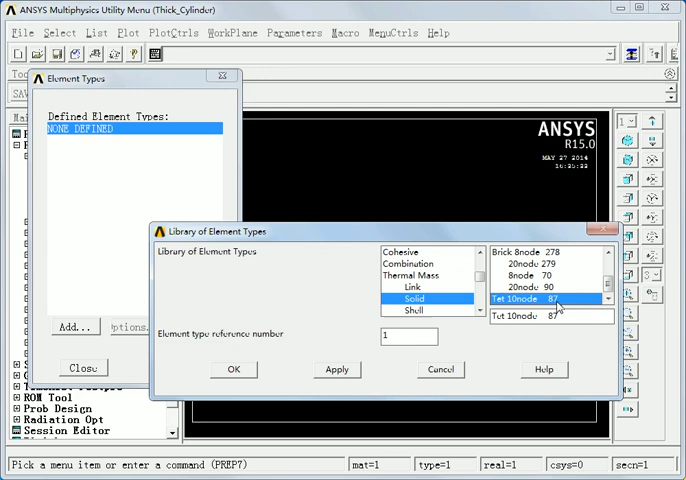 ANSYS Multiphysics Utility Menu (Thick_Cylinder)
File Select List Plot PlotCtrls WorkPlane Parameters Macro MenuCtrls Help
Element Types
Defined Element Types:
NONE DEFINED
1
ANSYS
R15.0
MAY 27 2014
Library of Element Types
Library of Element Types
Cohesive
Combination
Thermal Mass
Link
Solid
Shell
Brick 8node 278
20node 279
8node 70
20node 90
Tet 10node 87
Tet 10node 87
Element type reference number
1
OK Apply Cancel Help
Add...
Close
ROM Tool
Prob Design
Radiation Opt
Session Editor
Pick a menu item or enter a command (PREP7)
mat=1
type=1
real=1
csys=0
secn=1